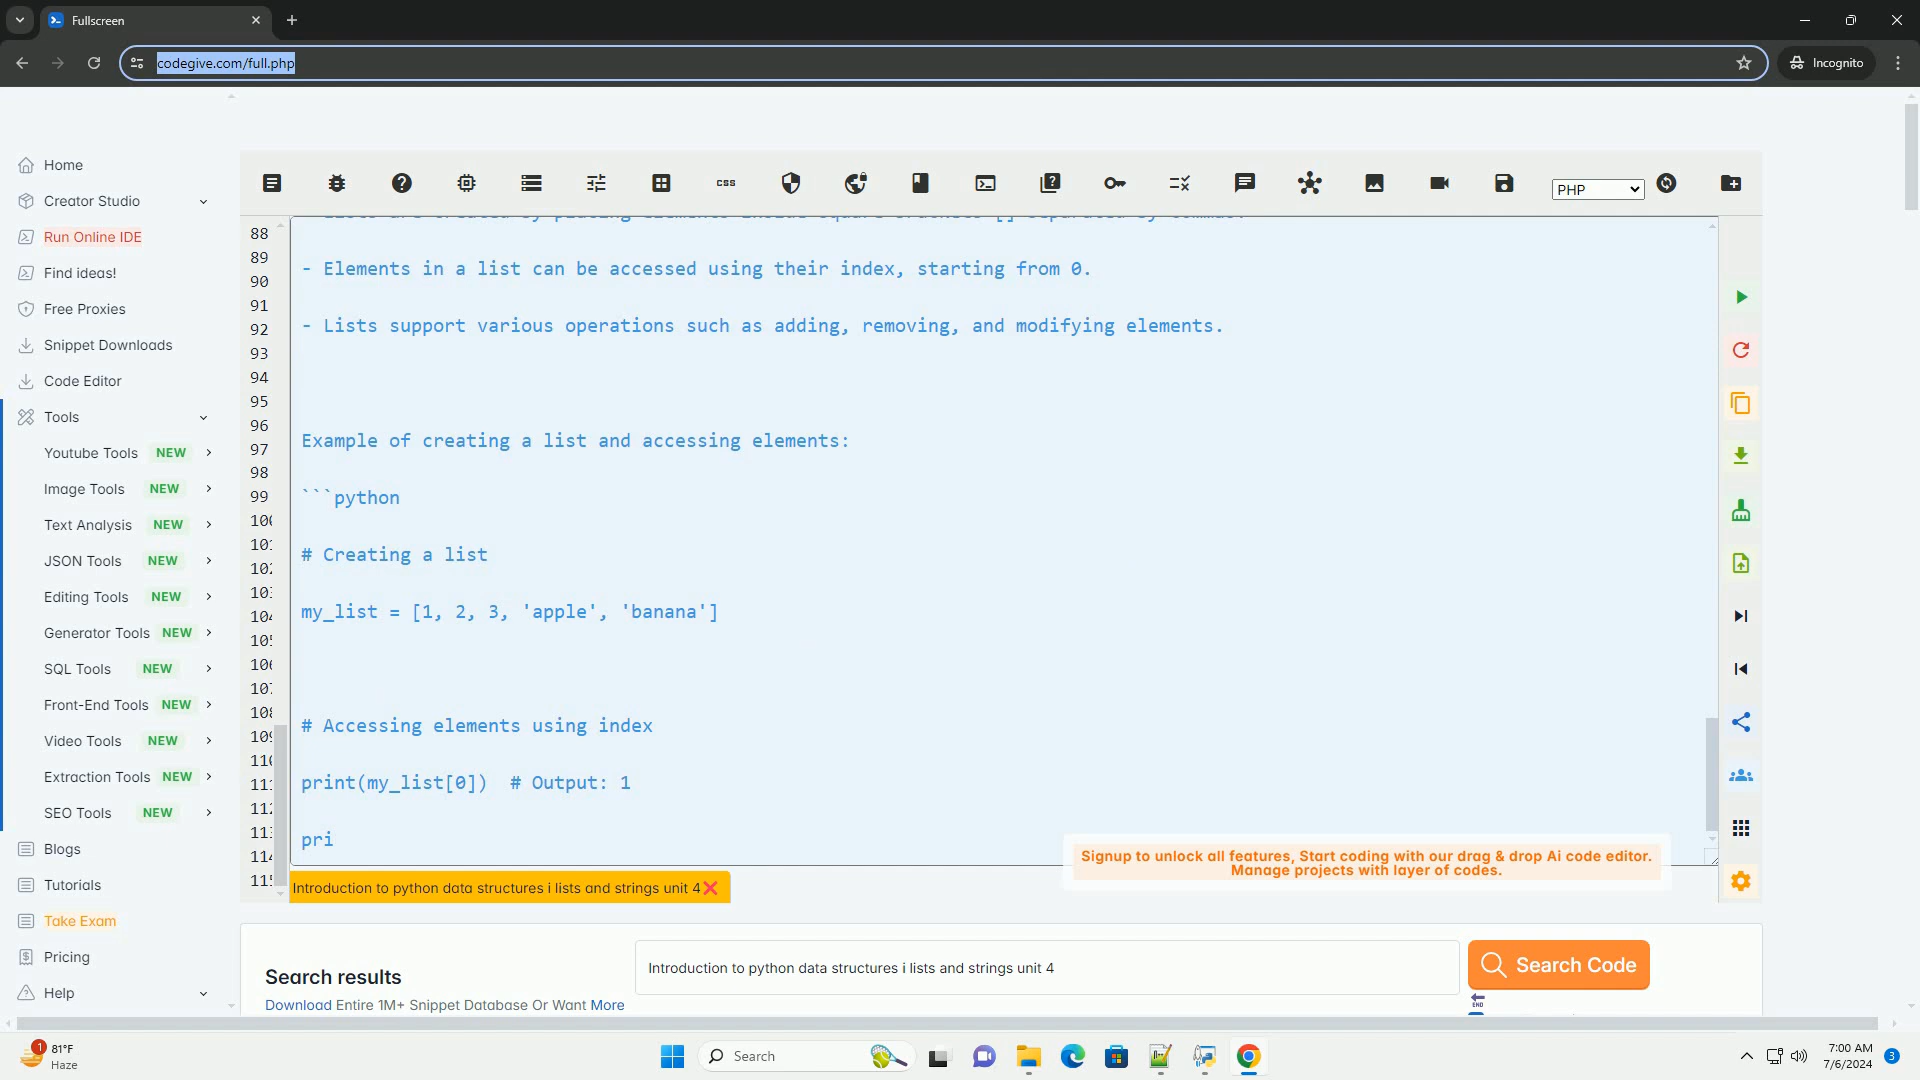 Fullscreen
codegive.com/full.php
Incognito
Home
Creator Studio
Run Online IDE
Find ideas!
Free Proxies
Snippet Downloads
Code Editor
Tools
Youtube Tools NEW
Image Tools NEW
Text Analysis NEW
JSON Tools NEW
Editing Tools NEW
Generator Tools NEW
SQL Tools NEW
Front-End Tools NEW
Video Tools NEW
Extraction Tools NEW
SEO Tools NEW
Blogs
Tutorials
Take Exam
Pricing
Help
css
PHP
88
89
90
91
92
93
94
95
96
97
98
99
- Elements in a list can be accessed using their index, starting from 0.
- Lists support various operations such as adding, removing, and modifying elements.
Example of creating a list and accessing elements:
```python
# Creating a list
my_list = [1, 2, 3, 'apple', 'banana']
# Accessing elements using index
print(my_list[0])  # Output: 1
pri
Signup to unlock all features, Start coding with our drag & drop Ai code editor.
Manage projects with layer of codes.
Introduction to python data structures i lists and strings unit 4
Search results
Download Entire 1M+ Snippet Database Or Want More
Introduction to python data structures i lists and strings unit 4
Search Code
END
1
81°F
Haze
Search
7:00 AM
7/6/2024
3